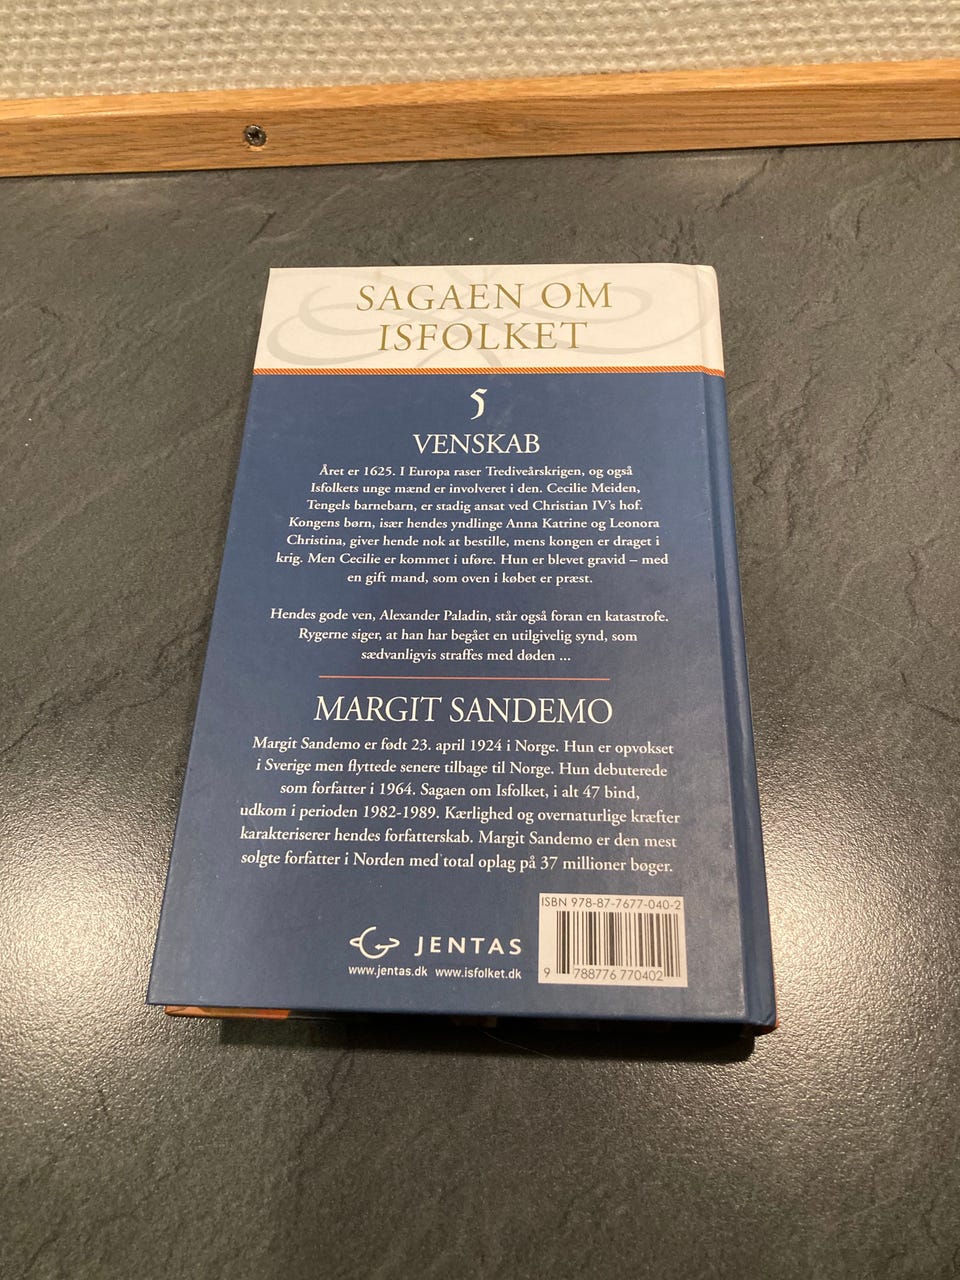 SAGAEN OM
ISFOLKET
5
VENSKAB
Året er 1625. I Europa raser Trediveårskrigen, og også
Isfolkets unge mænd er involveret i den. Cecilie Meiden,
Tengels barnebarn, er stadig ansat ved Christian IV's hof.
Kongens børn, især hendes yndlinge Anna Katrine og Leonora
Christina, giver hende nok at bestille, mens kongen er draget i
krig. Men Cecilie er kommet i uføre. Hun er blevet gravid – med
en gift mand, som oven i købet er præst.
Hendes gode ven, Alexander Paladin, står også foran en katastrofe.
Rygerne siger, at han har begået en utilgivelig synd, som
sædvanligvis straffes med døden ...
MARGIT SANDEMO
Margit Sandemo er født 23. april 1924 i Norge. Hun er opvokset
i Sverige men flyttede senere tilbage til Norge. Hun debuterede
som forfatter i 1964. Sagaen om Isfolket, i alt 47 bind,
udkom i perioden 1982-1989. Kærlighed og overnaturlige kræfter
karakteriserer hendes forfatterskab. Margit Sandemo er den mest
solgte forfatter i Norden med total oplag på 37 millioner bøger.
ISBN 978-87-7677-040-2
JENTAS
www.jentas.dk www.isfolket.dk
9 788776 770402